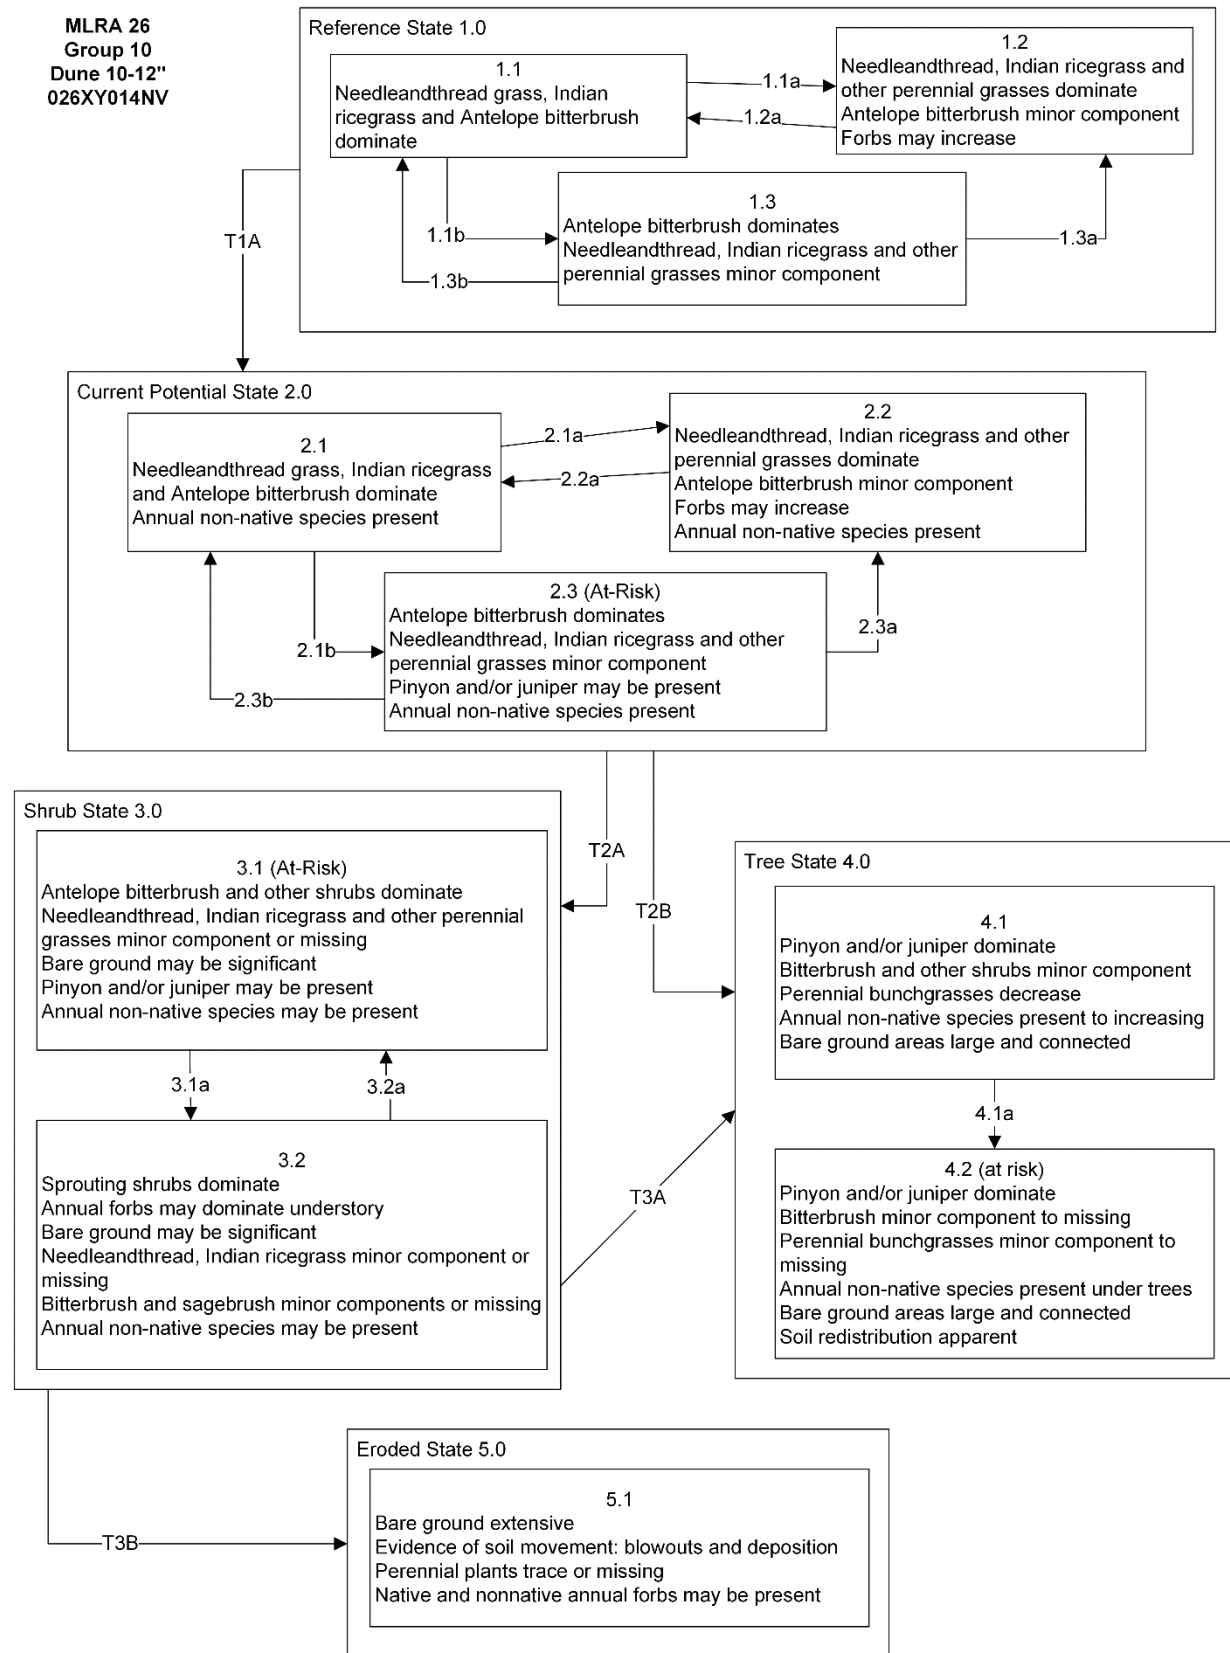 MLRA 26
Group 10
Dune 10-12"
026XY014NV
Reference State 1.0
1.1
Needleandthread grass, Indian
ricegrass and Antelope bitterbrush
dominate
1.1a
1.2a
1.2
Needleandthread, Indian ricegrass and
other perennial grasses dominate
Antelope bitterbrush minor component
Forbs may increase
1.1b
1.3b
1.3
Antelope bitterbrush dominates
Needleandthread, Indian ricegrass and other
perennial grasses minor component
1.3a
T1A
Current Potential State 2.0
2.1
Needleandthread grass, Indian ricegrass
and Antelope bitterbrush dominate
Annual non-native species present
2.1a
2.2a
2.2
Needleandthread, Indian ricegrass and other
perennial grasses dominate
Antelope bitterbrush minor component
Forbs may increase
Annual non-native species present
2.1b
2.3b
2.3 (At-Risk)
Antelope bitterbrush dominates
Needleandthread, Indian ricegrass and other
perennial grasses minor component
Pinyon and/or juniper may be present
Annual non-native species present
2.3a
T2A
T2B
Shrub State 3.0
3.1 (At-Risk)
Antelope bitterbrush and other shrubs dominate
Needleandthread, Indian ricegrass and other perennial
grasses minor component or missing
Bare ground may be significant
Pinyon and/or juniper may be present
Annual non-native species may be present
3.1a
3.2a
3.2
Sprouting shrubs dominate
Annual forbs may dominate understory
Bare ground may be significant
Needleandthread, Indian ricegrass minor component or
missing
Bitterbrush and sagebrush minor components or missing
Annual non-native species may be present
T3A
Tree State 4.0
4.1
Pinyon and/or juniper dominate
Bitterbrush and other shrubs minor component
Perennial bunchgrasses decrease
Annual non-native species present to increasing
Bare ground areas large and connected
4.1a
4.2 (at risk)
Pinyon and/or juniper dominate
Bitterbrush minor component to missing
Perennial bunchgrasses minor component to
missing
Annual non-native species present under trees
Bare ground areas large and connected
Soil redistribution apparent
T3B
Eroded State 5.0
5.1
Bare ground extensive
Evidence of soil movement: blowouts and deposition
Perennial plants trace or missing
Native and nonnative annual forbs may be present